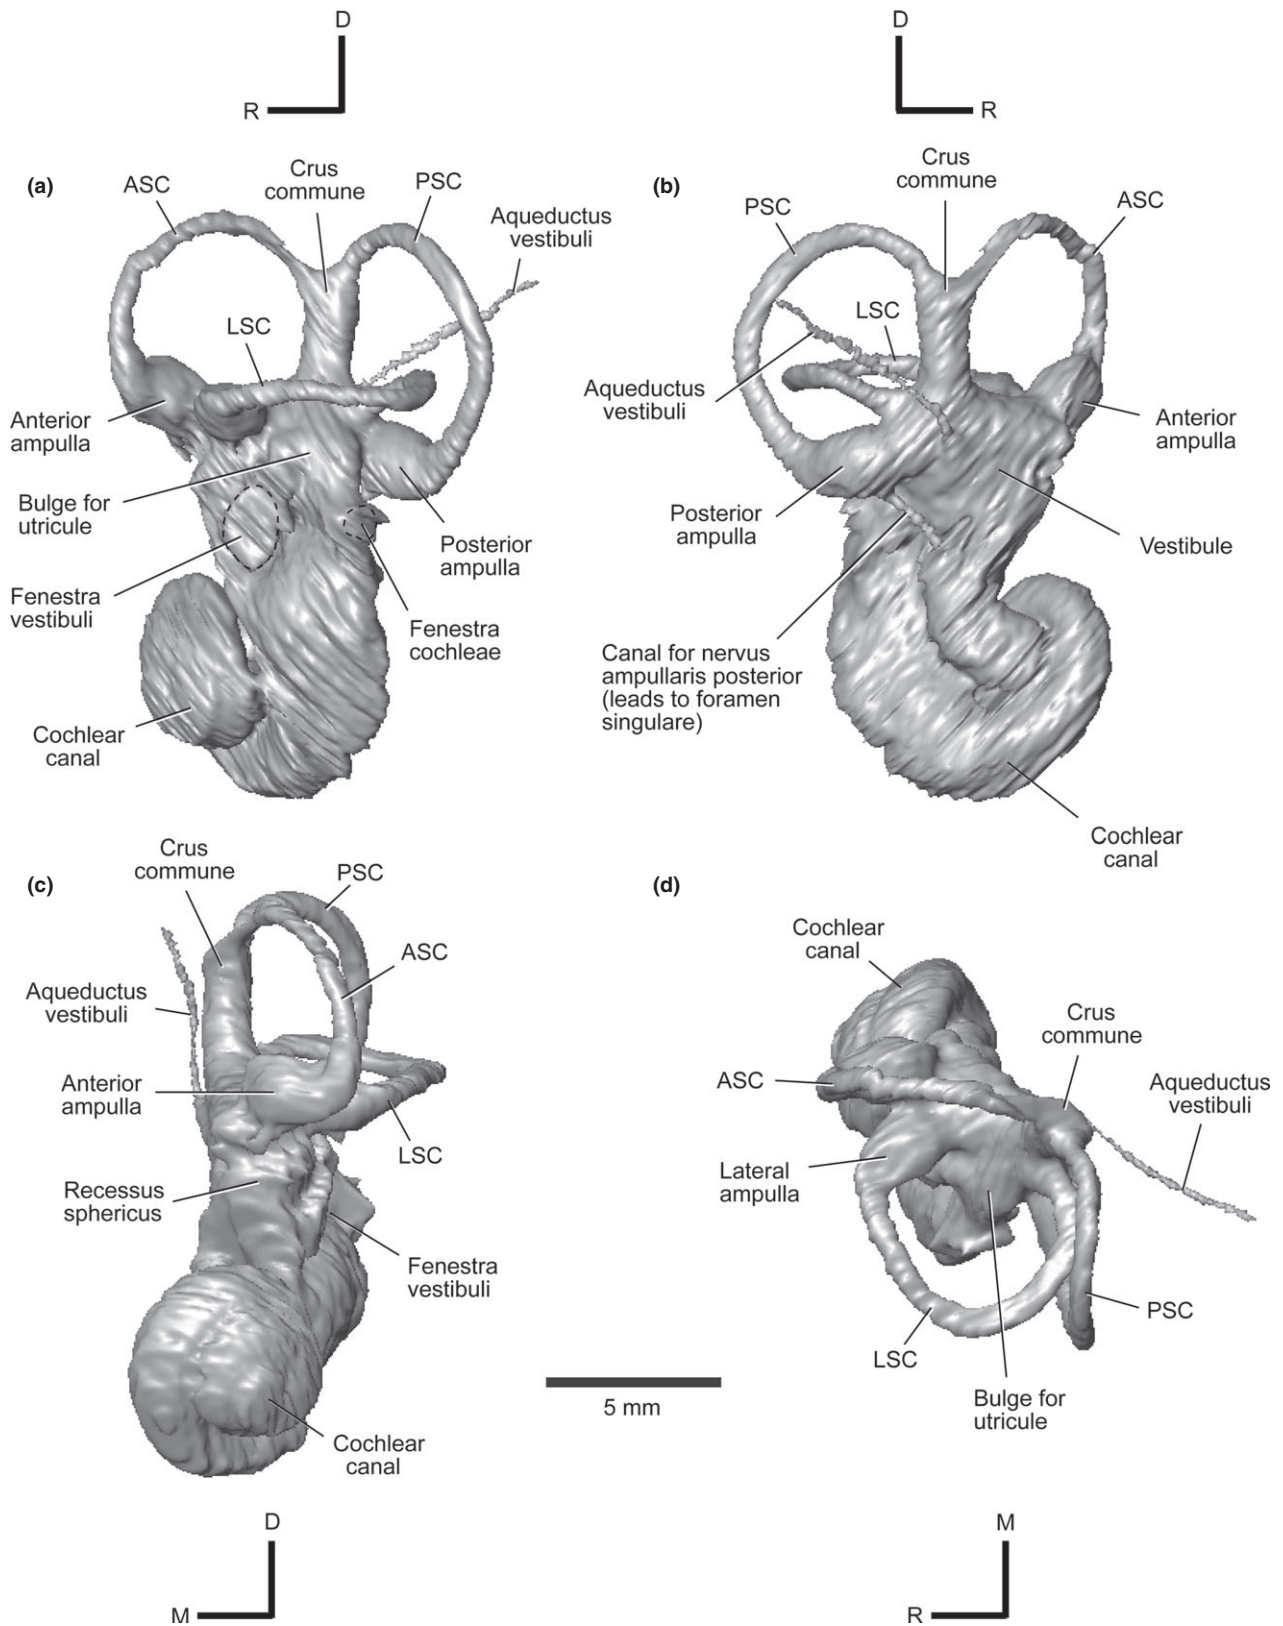 D
R
D
R
(a)
ASC
Crus
commune
PSC
Aqueductus
vestibuli
LSC
Anterior
ampulla
Bulge for
utricule
Fenestra
vestibuli
Posterior
ampulla
Fenestra
cochleae
Cochlear
canal
(b)
PSC
Crus
commune
ASC
LSC
Aqueductus
vestibuli
Anterior
ampulla
Posterior
ampulla
Vestibule
Canal for nervus
ampullaris posterior
(leads to foramen
singulare)
Cochlear
canal
(c)
Crus
commune
PSC
ASC
Aqueductus
vestibuli
Anterior
ampulla
LSC
Recessus
sphericus
Fenestra
vestibuli
Cochlear
canal
5 mm
(d)
Cochlear
canal
Crus
commune
ASC
Aqueductus
vestibuli
Lateral
ampulla
PSC
LSC
Bulge for
utricule
D
M
M
R